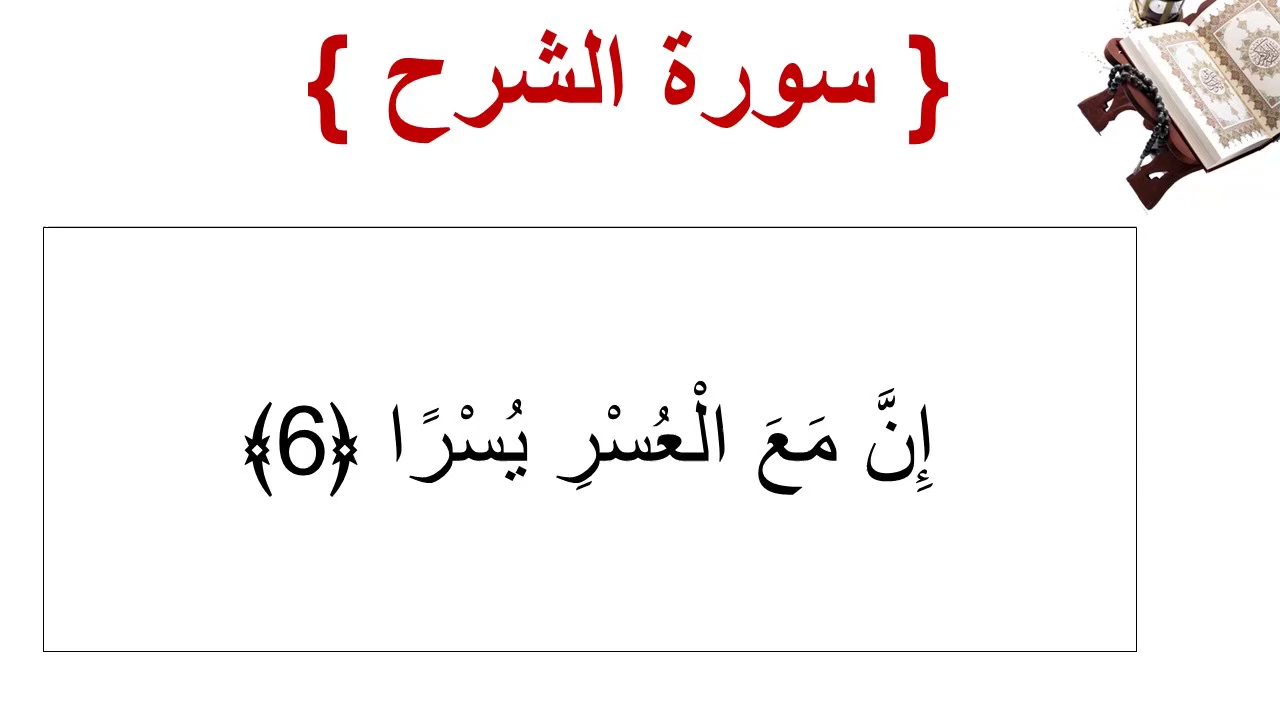 { سورة الشرح }
إِنَّ مَعَ الْعُسْرِ يُسْرًا ﴿6﴾